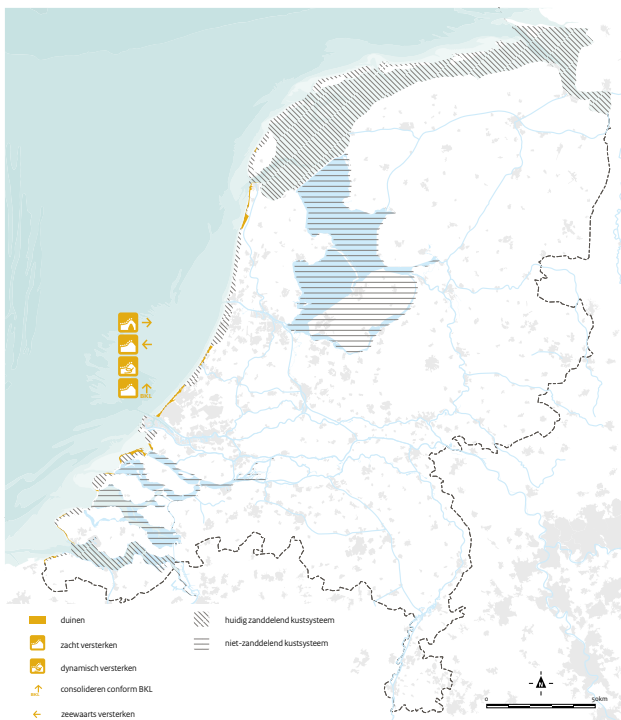 BKL
duinen
zacht versterken
dynamisch versterken
BKL
consolideren conform BKL
zeewaarts versterken
huidig zanddelend kustsysteem
niet-zanddelend kustsysteem
N
0
50km